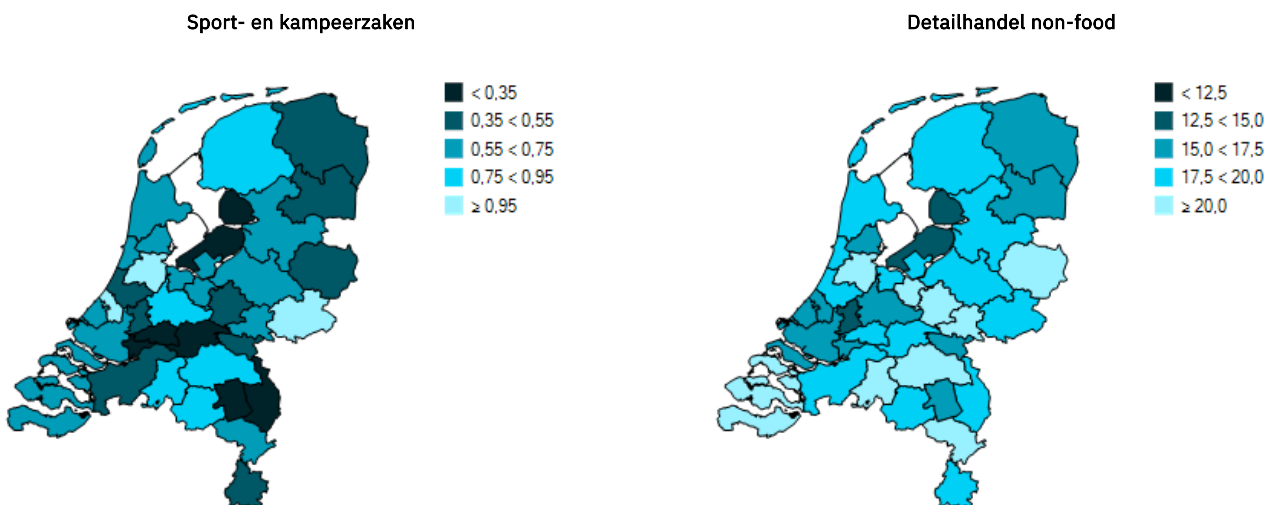 Sport- en kampeerzaken
< 0,35
0,35 < 0,55
0,55 < 0,75
0,75 < 0,95
≥ 0,95
Detailhandel non-food
< 12,5
12,5 < 15,0
15,0 < 17,5
17,5 < 20,0
≥ 20,0